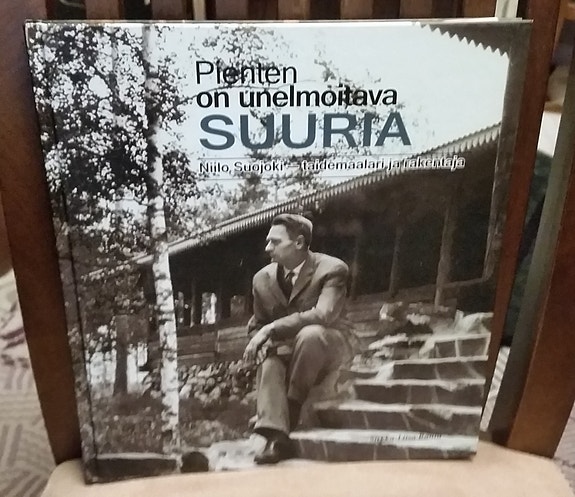 Pienten
on unelmoitava
SUURIA
Niilo Suojoki – taidemaalari ja rakentaja